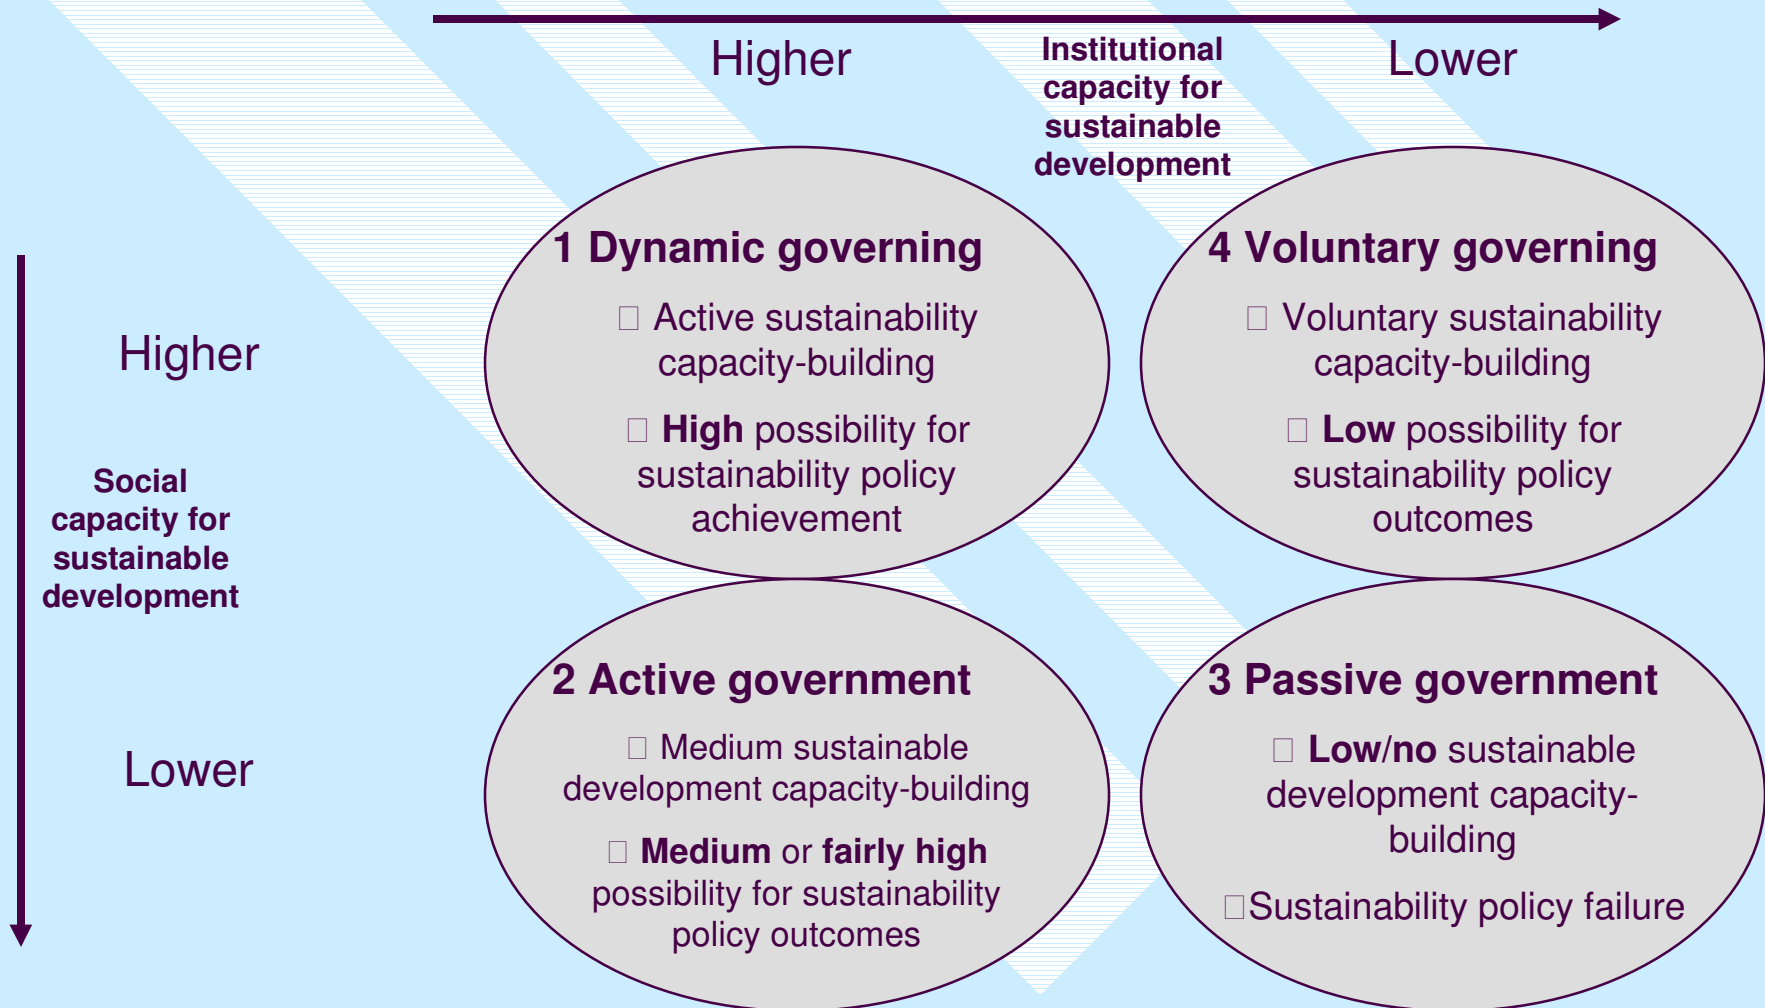 Higher
Institutional
capacity for
sustainable
development
Lower
Higher
Social
capacity for
sustainable
development
Lower
1 Dynamic governing
□ Active sustainability
capacity-building
□ High possibility for
sustainability policy
achievement
4 Voluntary governing
□ Voluntary sustainability
capacity-building
□ Low possibility for
sustainability policy
outcomes
2 Active government
□ Medium sustainable
development capacity-building
□ Medium or fairly high
possibility for sustainability
policy outcomes
3 Passive government
□ Low/no sustainable
development capacity-
building
□Sustainability policy failure